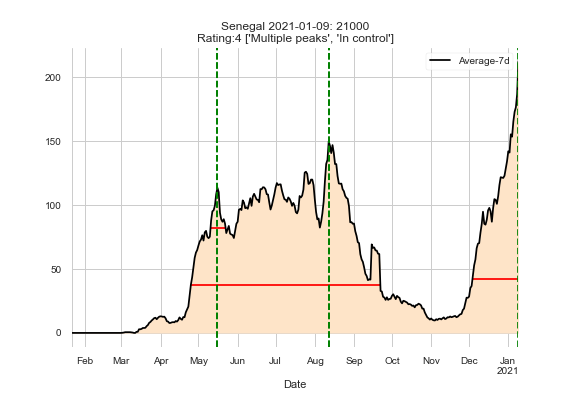 Senegal 2021-01-09: 21000
Rating:4 ['Multiple peaks', 'In control']
Average-7d
200
150
100
50
0
Feb Mar Apr May Jun Jul Aug Sep Oct Nov Dec Jan
2021
Date